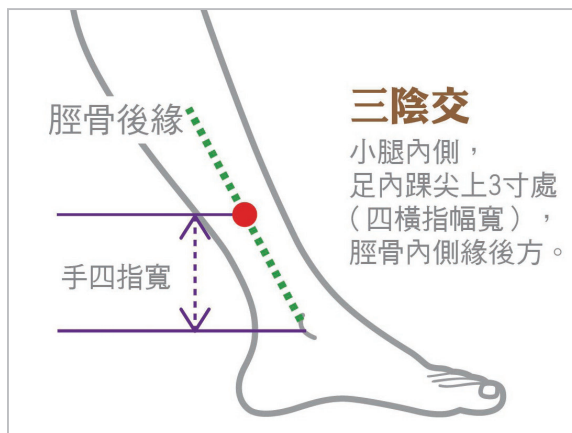 脛骨後緣
三陰交
小腿內側，
足內踝尖上3寸處
（四橫指幅寬），
脛骨內側緣後方。
手四指寬